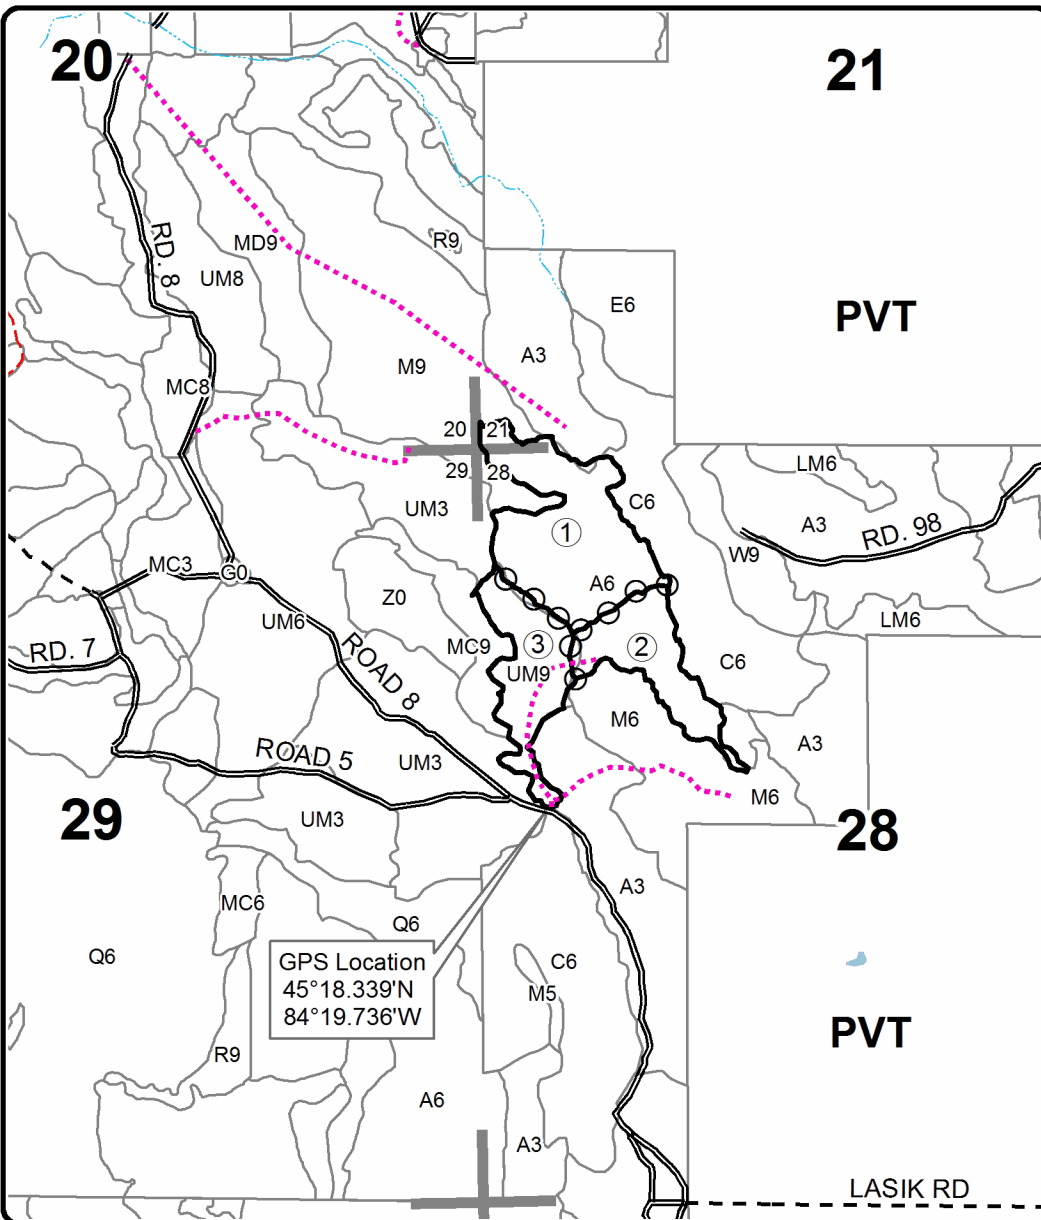 20
21
RD. 8
MD9
R9
UM8
E6
PVT
A3
M9
MC8
20
21
29
28
LM6
UM3
C6
A3
RD. 98
1
W9
MC3
G0
A6
Z0
UM6
LM6
RD. 7
ROAD 8
MC9
3
2
C6
UM9
M6
A3
ROAD 5
UM3
M6
29
UM3
28
A3
MC6
Q6
Q6
GPS Location
45°18.339'N
84°19.736'W
C6
M5
PVT
R9
A6
A3
LASIK RD